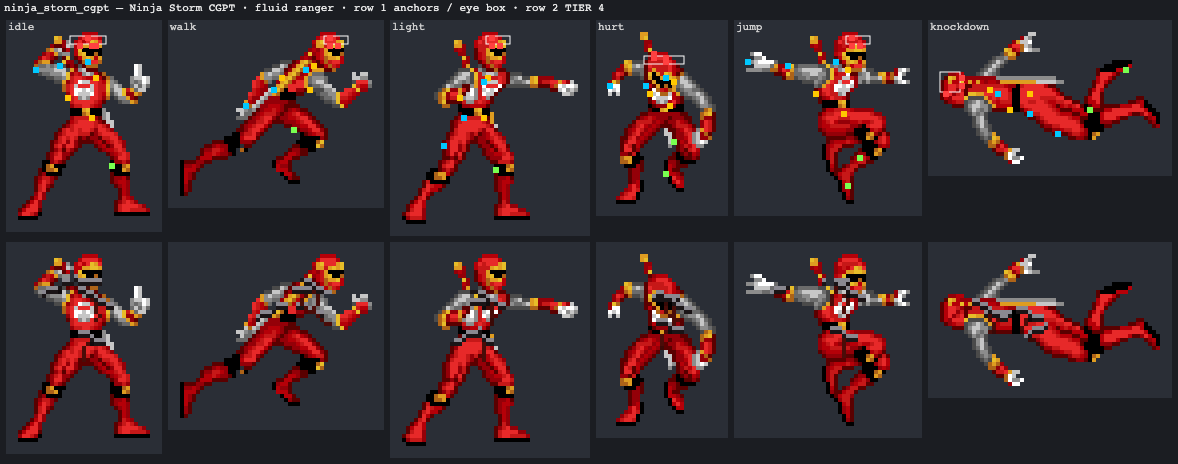 ninja_storm_cgpt — Ninja Storm CGPT · fluid ranger · row 1 anchors / eye box · row 2 TIER 4
idle
walk
light
hurt
jump
knockdown